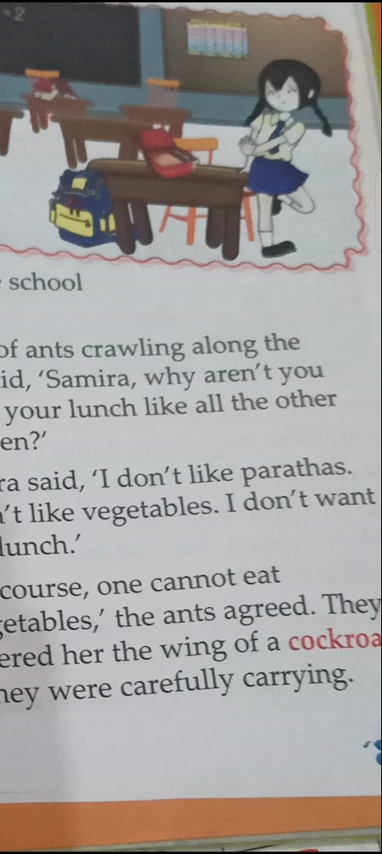 school
of ants crawling along the
id, ‘Samira, why aren’t you
your lunch like all the other
en?’
ra said, ‘I don’t like parathas.
’t like vegetables. I don’t want
lunch.’
course, one cannot eat
getables,’ the ants agreed. They
ered her the wing of a cockroa
hey were carefully carrying.